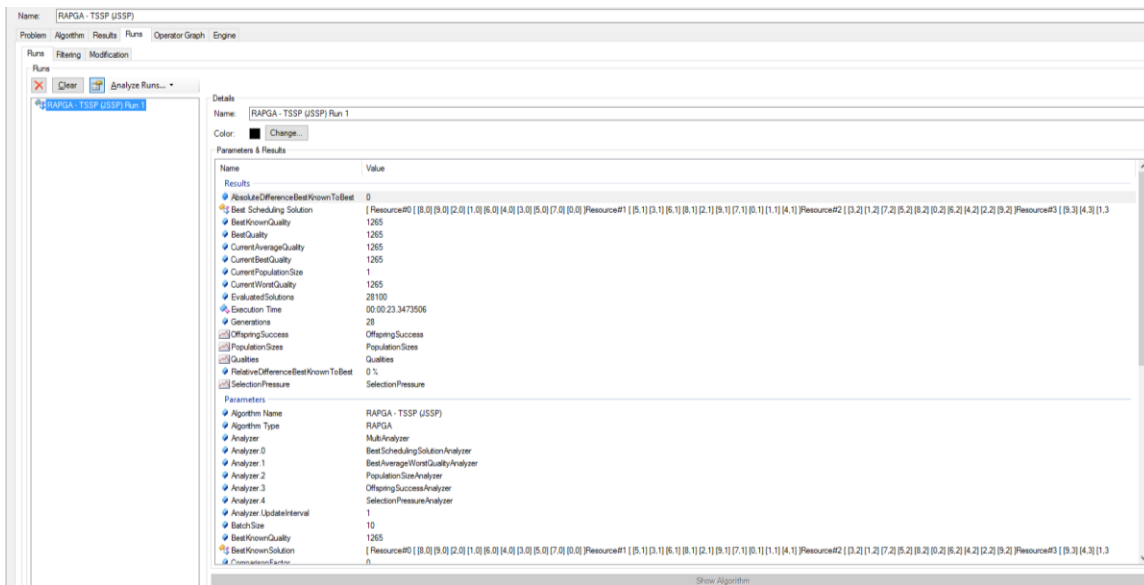 Name: RAPGA - TSSP (JSSP)
Problem Algorithm Results Runs Operator Graph Engine
Runs Filtering Modification
Runs
Clear Analyze Runs...
RAPGA - TSSP (JSSP) Run 1
Details
Name: RAPGA - TSSP (JSSP) Run 1
Color: Change...
Parameters & Results
Name Value
Results
AbsoluteDifferenceBestKnownToBest 0
Best Scheduling Solution [ Resource#0 [ [8,0] [9,0] [2,0] [1,0] [6,0] [4,0] [3,0] [5,0] [7,0] [0,0] ]Resource#1 [ [5,1] [3,1] [6,1] [8,1] [2,1] [9,1] [7,1] [0,1] [1,1] [4,1] ]Resource#2 [ [3,2] [1,2] [7,2] [5,2] [8,2] [0,2] [6,2] [4,2] [2,2] [9,2] ]Resource#3 [ [9,3] [4,3] [1,3
BestKnownQuality 1265
BestQuality 1265
CurrentAverageQuality 1265
CurrentBestQuality 1265
CurrentPopulationSize 1
CurrentWorstQuality 1265
EvaluatedSolutions 28100
Execution Time 00:00:23.3473506
Generations 28
OffspringSuccess OffspringSuccess
PopulationSizes PopulationSizes
Qualities Qualities
RelativeDifferenceBestKnownToBest 0 %
SelectionPressure SelectionPressure
Parameters
Algorithm Name RAPGA - TSSP (JSSP)
Algorithm Type RAPGA
Analyzer MultiAnalyzer
Analyzer.0 BestSchedulingSolutionAnalyzer
Analyzer.1 BestAverageWorstQualityAnalyzer
Analyzer.2 PopulationSizeAnalyzer
Analyzer.3 OffspringSuccessAnalyzer
Analyzer.4 SelectionPressureAnalyzer
Analyzer.UpdateInterval 1
BatchSize 10
BestKnownQuality 1265
BestKnownSolution [ Resource#0 [ [8,0] [9,0] [2,0] [1,0] [6,0] [4,0] [3,0] [5,0] [7,0] [0,0] ]Resource#1 [ [5,1] [3,1] [6,1] [8,1] [2,1] [9,1] [7,1] [0,1] [1,1] [4,1] ]Resource#2 [ [3,2] [1,2] [7,2] [5,2] [8,2] [0,2] [6,2] [4,2] [2,2] [9,2] ]Resource#3 [ [9,3] [4,3] [1,3
ComparisonFactor 0
Show Algorithm